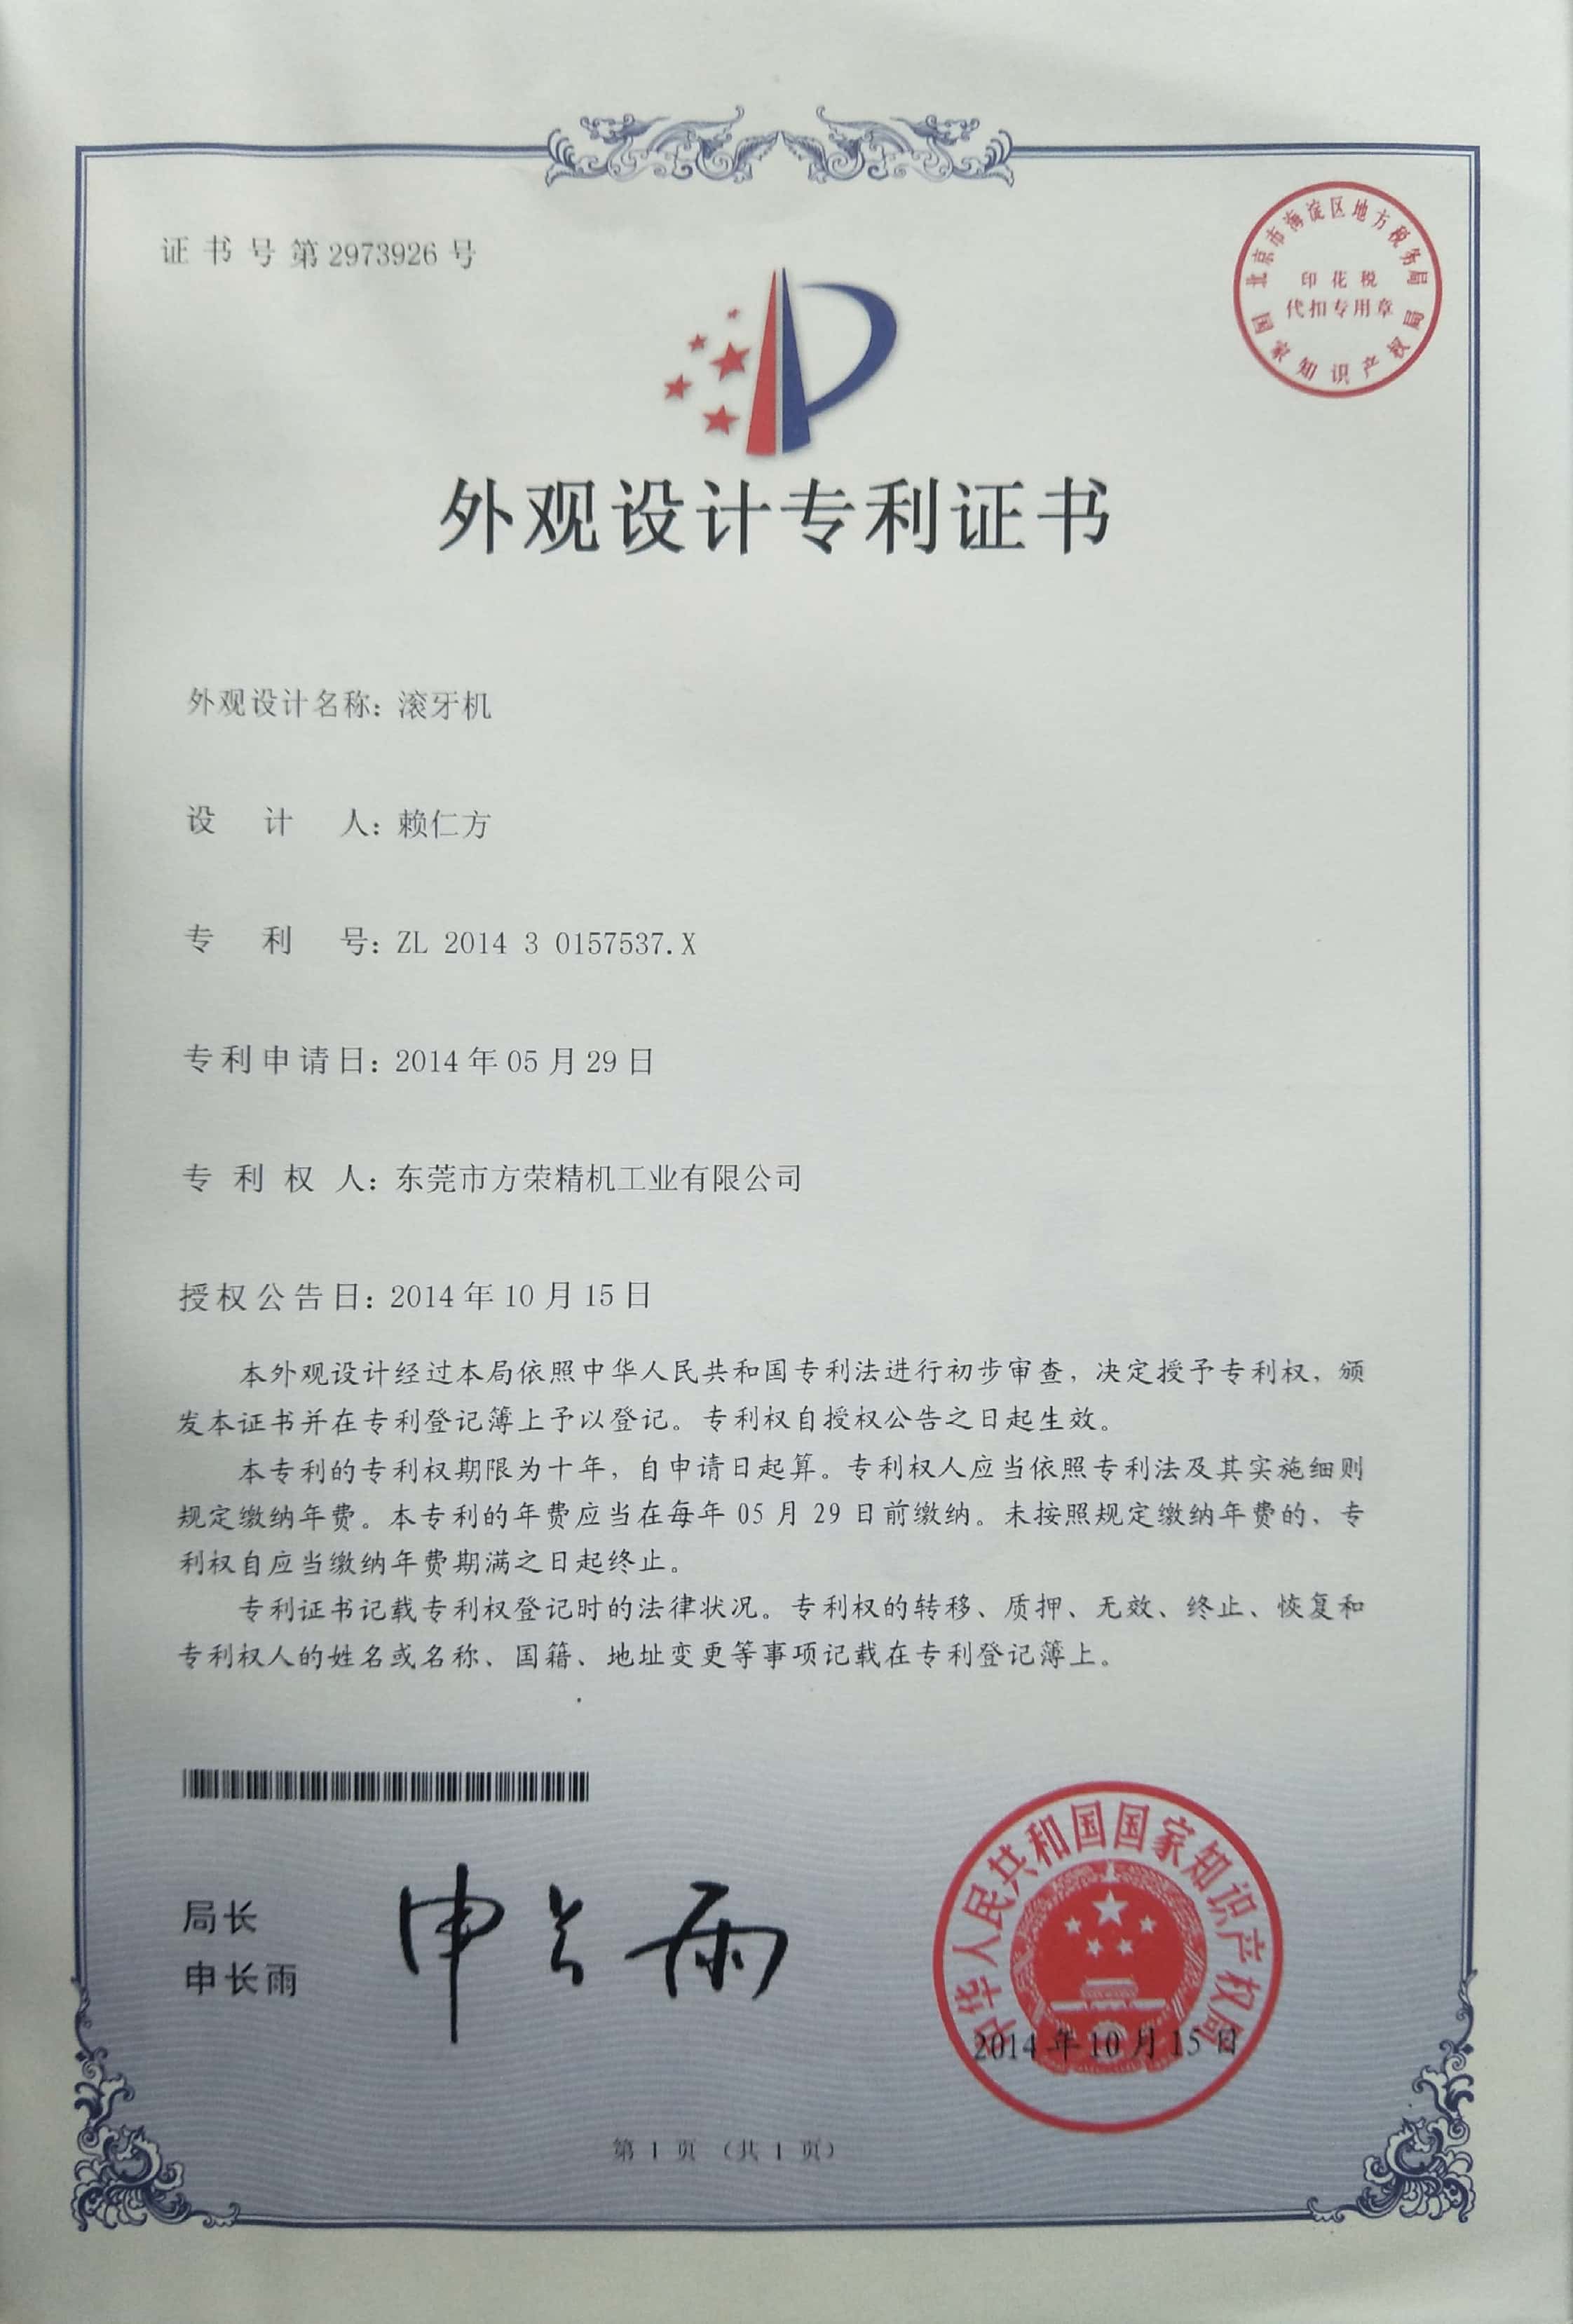 证书号第2973926号
北京市海淀区地方税务局
印花税
代扣专用章
国家知识产权局
外观设计专利证书
外观设计名称：滚牙机
设计人：赖仁方
专利号：ZL 2014 3 0157537.X
专利申请日：2014年05月29日
专利权人：东莞市方荣精机工业有限公司
授权公告日：2014年10月15日
本外观设计经过本局依照中华人民共和国专利法进行初步审查，决定授予专利权，颁
发本证书并在专利登记簿上予以登记。专利权自授权公告之日起生效。
本专利的专利权期限为十年，自申请日起算。专利权人应当依照专利法及其实施细则
规定缴纳年费。本专利的年费应当在每年 05 月 29 日前缴纳。未按照规定缴纳年费的、专
利权自应当缴纳年费期满之日起终止。
专利证书记载专利权登记时的法律状况。专利权的转移、质押、无效、终止、恢复和
专利权人的姓名或名称、国籍、地址变更等事项记载在专利登记簿上。
局长
申长雨
申长雨
中华人民共和国国家知识产权局
2014年10月15日
第 1 页 （共 1 页）